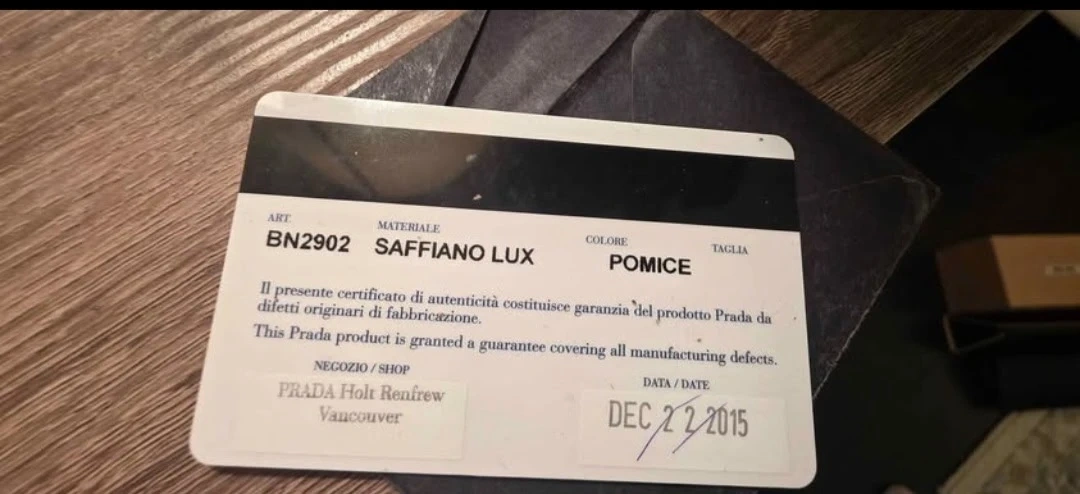 ART. MATERIALE COLORE TAGLIA
BN2902 SAFFIANO LUX POMICE
Il presente certificato di autenticità costituisce garanzia del prodotto Prada da
difetti originari di fabbricazione.
This Prada product is granted a guarantee covering all manufacturing defects.
NEGOZIO / SHOP DATA / DATE
PRADA Holt Renfrew
Vancouver
DEC 2 2 2015